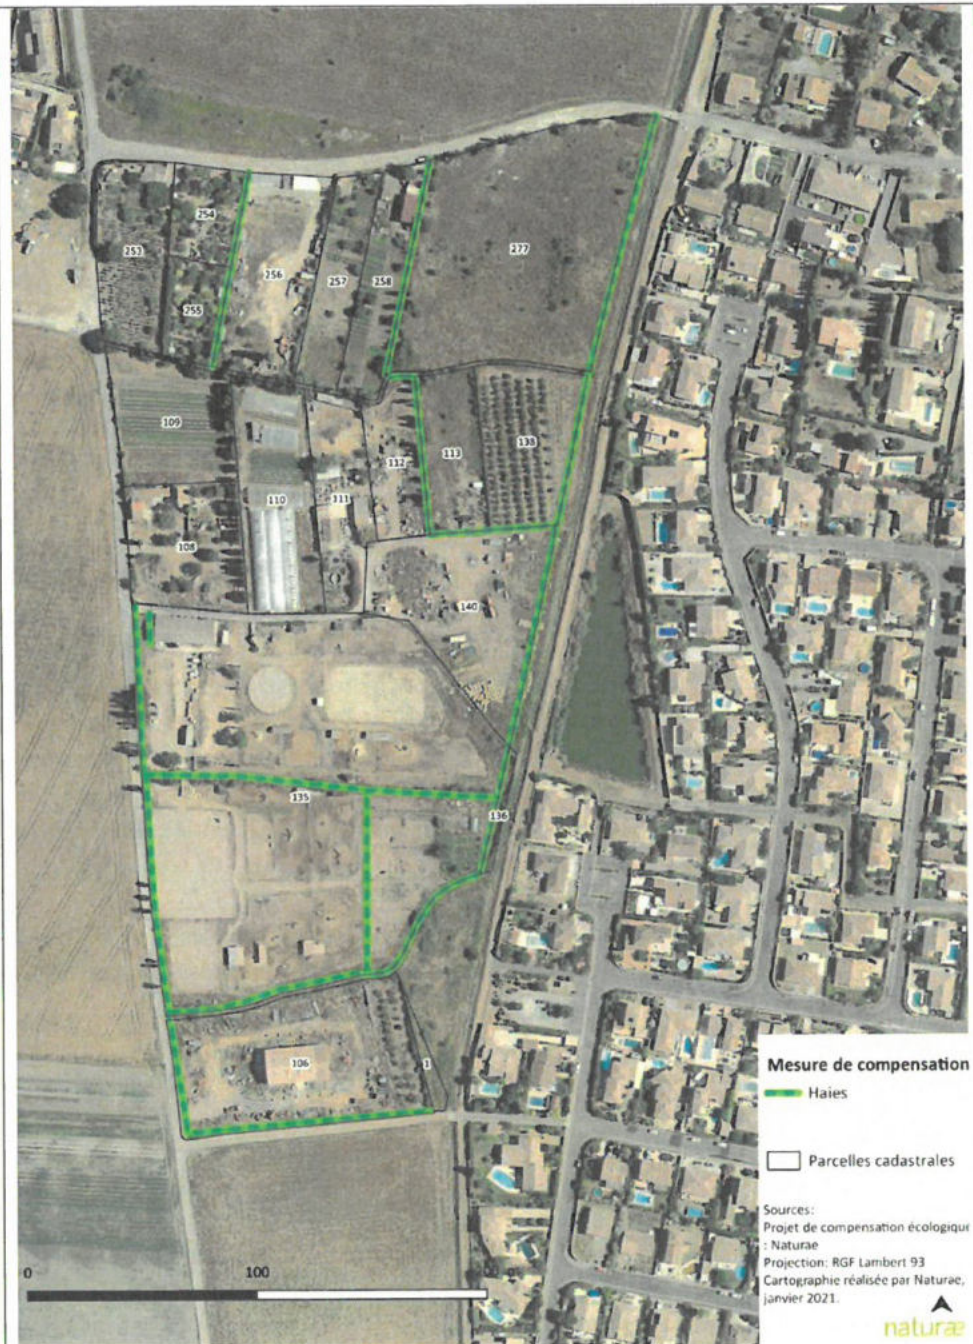 254
253
277
256
257
258
255
109
112
113
138
110
111
108
140
135
136
106
1
Mesure de compensation
Haies
Parcelles cadastrales
Sources:
Projet de compensation écologique
: Naturae
Projection: RGF Lambert 93
Cartographie réalisée par Naturae,
janvier 2021.
0
100
naturæ